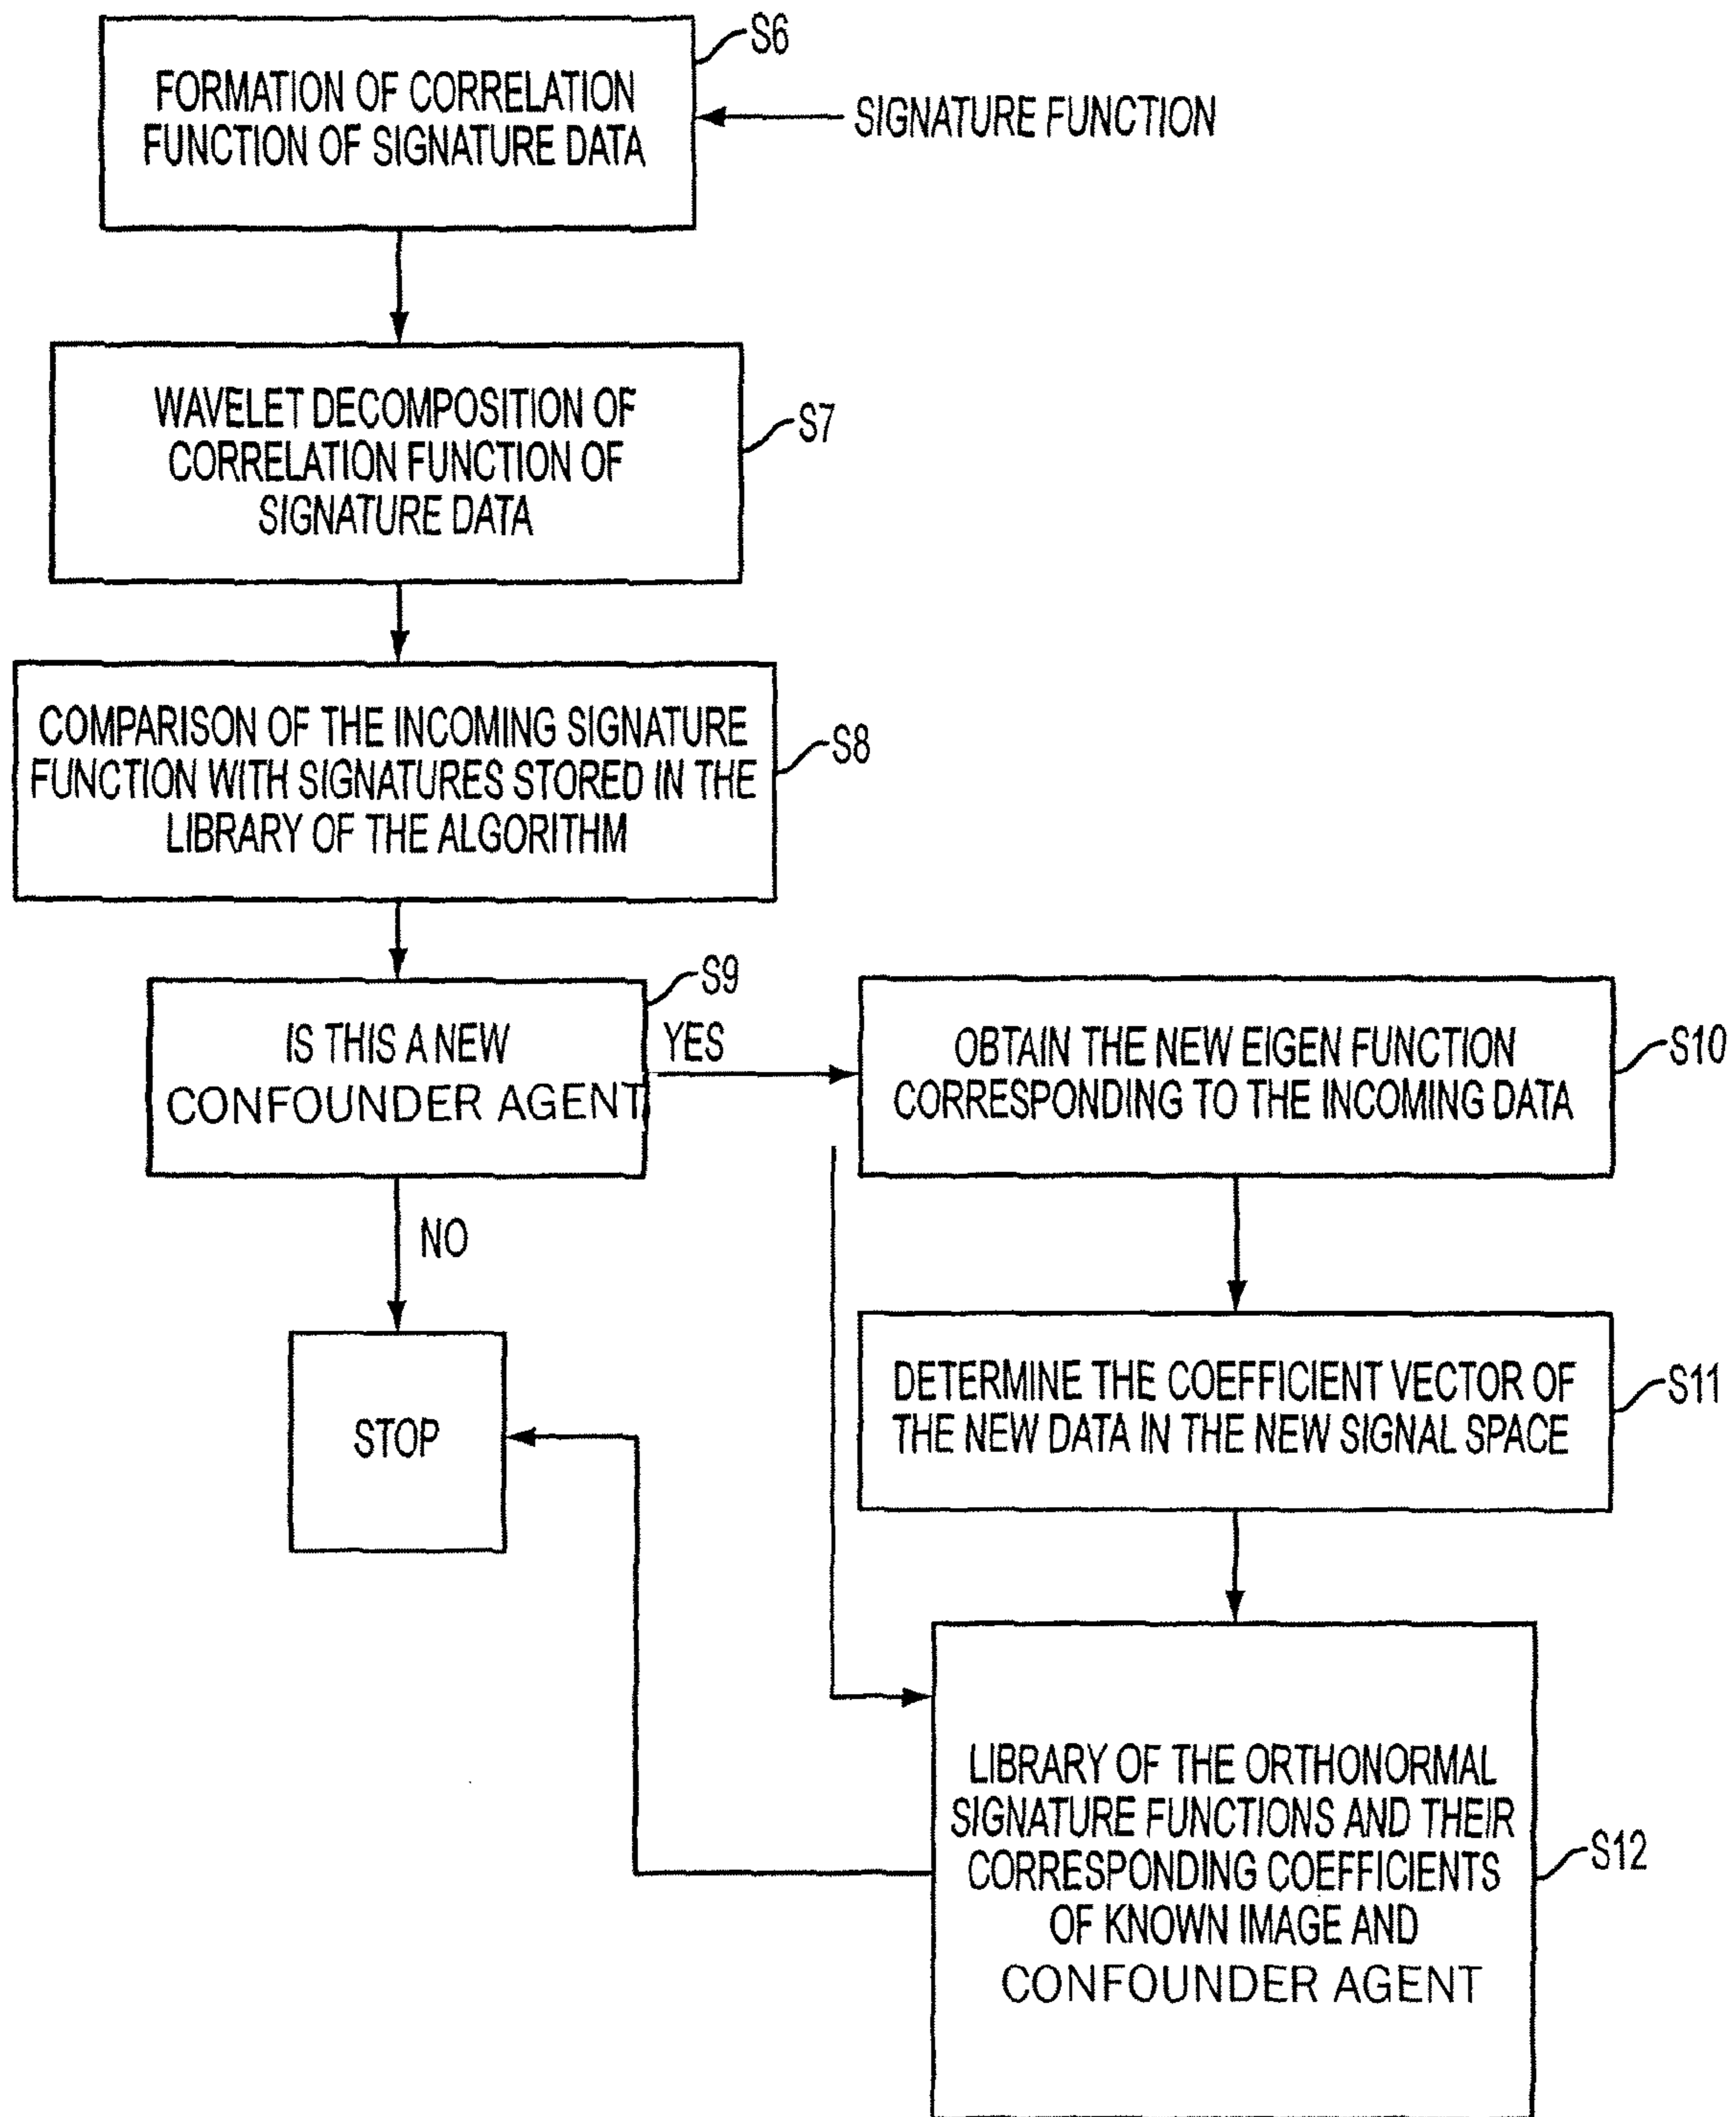 S6
FORMATION OF CORRELATION
FUNCTION OF SIGNATURE DATA
SIGNATURE FUNCTION
WAVELET DECOMPOSITION OF
CORRELATION FUNCTION OF
SIGNATURE DATA
S7
COMPARISON OF THE INCOMING SIGNATURE
FUNCTION WITH SIGNATURES STORED IN THE
LIBRARY OF THE ALGORITHM
S8
S9
IS THIS A NEW
CONFOUNDER AGENT
YES
OBTAIN THE NEW EIGEN FUNCTION
CORRESPONDING TO THE INCOMING DATA
S10
NO
STOP
DETERMINE THE COEFFICIENT VECTOR OF
THE NEW DATA IN THE NEW SIGNAL SPACE
S11
LIBRARY OF THE ORTHONORMAL
SIGNATURE FUNCTIONS AND THEIR
CORRESPONDING COEFFICIENTS
OF KNOWN IMAGE AND
CONFOUNDER AGENT
S12